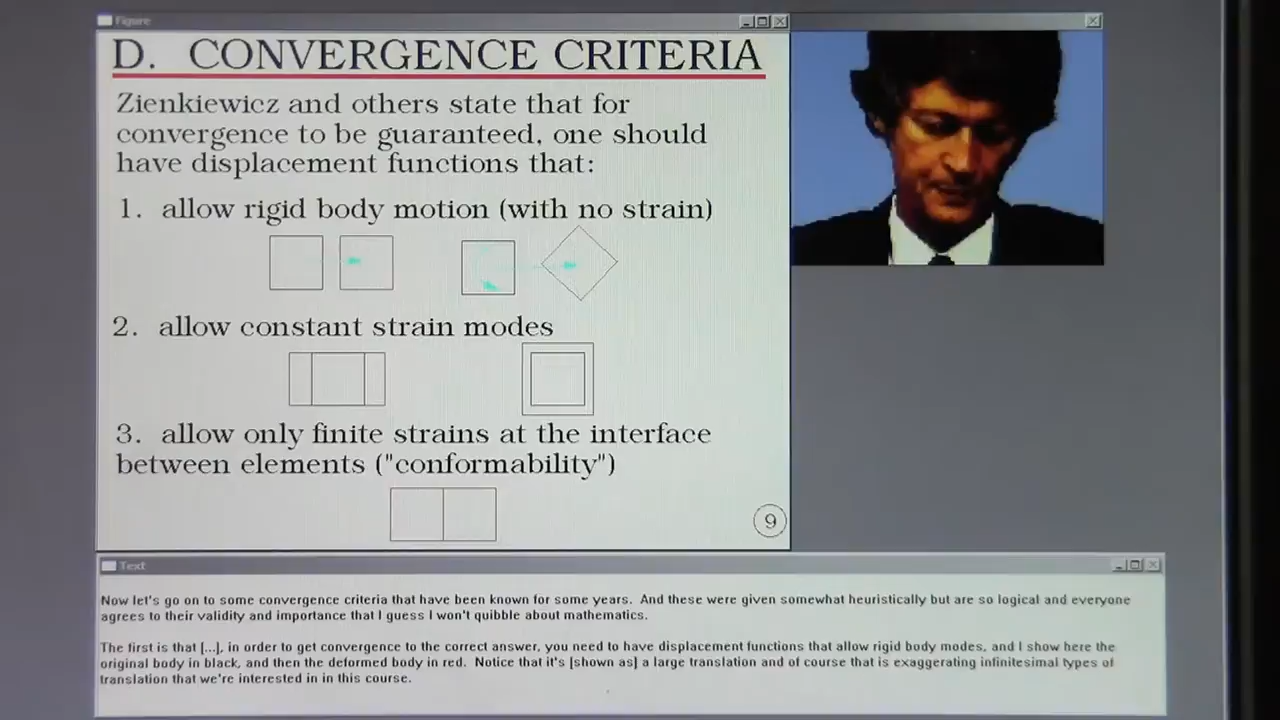 Figure
D. CONVERGENCE CRITERIA
Zienkiewicz and others state that for
convergence to be guaranteed, one should
have displacement functions that:
1. allow rigid body motion (with no strain)
2. allow constant strain modes
3. allow only finite strains at the interface
between elements ("conformability")
9
Text
Now let's go on to some convergence criteria that have been known for some years. And these were given somewhat heuristically but are so logical and everyone
agrees to their validity and importance that I guess I won't quibble about mathematics.
The first is that [...], in order to get convergence to the correct answer, you need to have displacement functions that allow rigid body modes, and I show here the
original body in black, and then the deformed body in red. Notice that it's [shown as] a large translation and of course that is exaggerating infinitesimal types of
translation that we're interested in in this course.